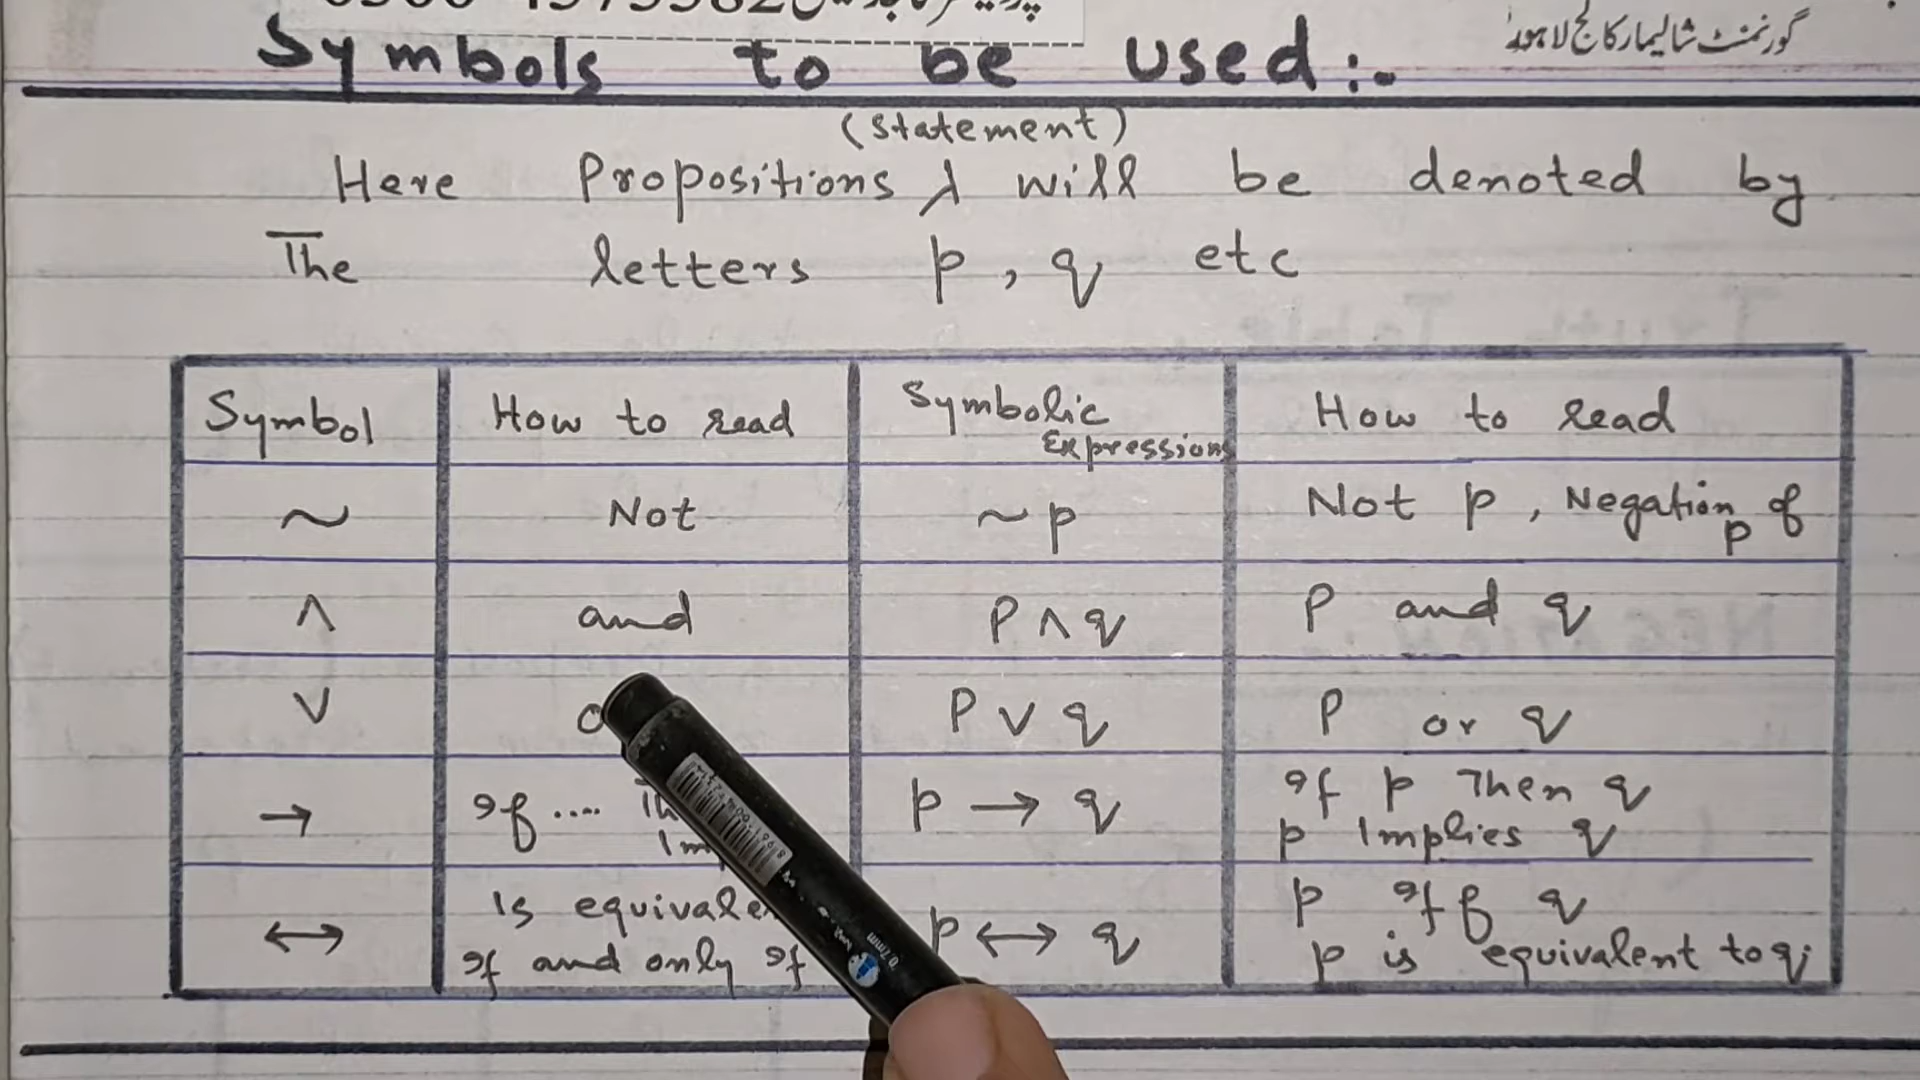 Symbols to be used:-
گورنمنٹ شالیمار کالج لاہور
(statement)
Here Propositions will be denoted by
The letters p, q etc
Symbol How to read Symbolic Expressions How to read
~ Not ~p Not p, Negation of p
∧ and P ∧ q P and q
∨ P ∨ q P or q
→ If .... p → q If p Then q
p Implies q
↔ Is p ↔ q p Iff q
If and only If p is equivalent to q
0.7mm